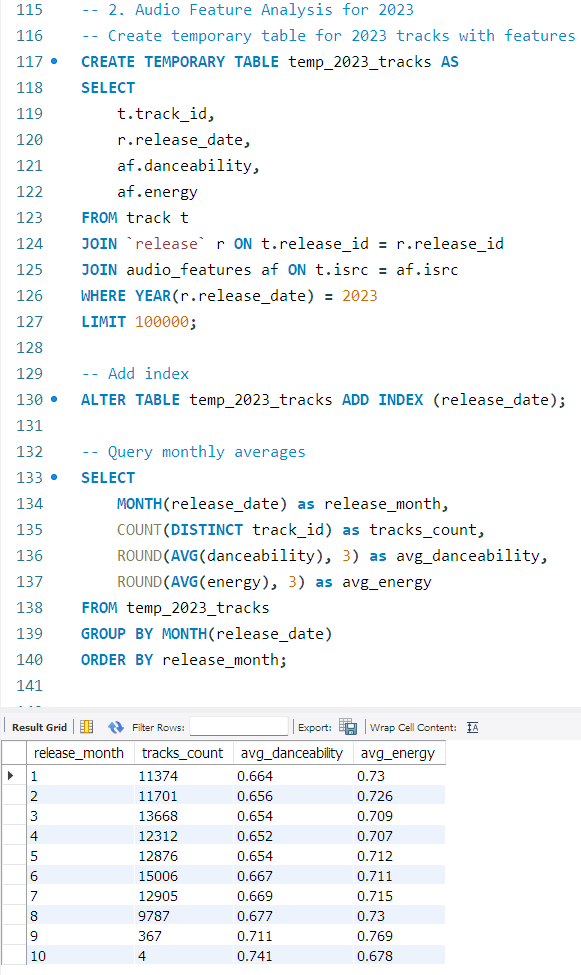 115 -- 2. Audio Feature Analysis for 2023
116 -- Create temporary table for 2023 tracks with features
117 CREATE TEMPORARY TABLE temp_2023_tracks AS
118 SELECT
119 t.track_id,
120 r.release_date,
121 af.danceability,
122 af.energy
123 FROM track t
124 JOIN `release` r ON t.release_id = r.release_id
125 JOIN audio_features af ON t.isrc = af.isrc
126 WHERE YEAR(r.release_date) = 2023
127 LIMIT 100000;
128
129 -- Add index
130 ALTER TABLE temp_2023_tracks ADD INDEX (release_date);
131
132 -- Query monthly averages
133 SELECT
134 MONTH(release_date) as release_month,
135 COUNT(DISTINCT track_id) as tracks_count,
136 ROUND(AVG(danceability), 3) as avg_danceability,
137 ROUND(AVG(energy), 3) as avg_energy
138 FROM temp_2023_tracks
139 GROUP BY MONTH(release_date)
140 ORDER BY release_month;
141
Result Grid Filter Rows: Export: Wrap Cell Content: IA
release_month tracks_count avg_danceability avg_energy
1 11374 0.664 0.73
2 11701 0.656 0.726
3 13668 0.654 0.709
4 12312 0.652 0.707
5 12876 0.654 0.712
6 15006 0.667 0.711
7 12905 0.669 0.715
8 9787 0.677 0.73
9 367 0.711 0.769
10 4 0.741 0.678